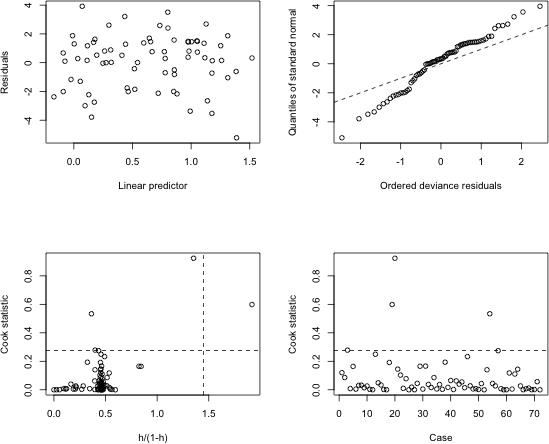 4
2
0
-2
-4
Residuals
0.0 0.5 1.0 1.5
Linear predictor
4
2
0
-2
-4
Quantiles of standard normal
-2 -1 0 1 2
Ordered deviance residuals
0.8
0.6
0.4
0.2
0.0
Cook statistic
0.0 0.5 1.0 1.5
h/(1-h)
0.8
0.6
0.4
0.2
0.0
Cook statistic
0 10 20 30 40 50 60 70
Case